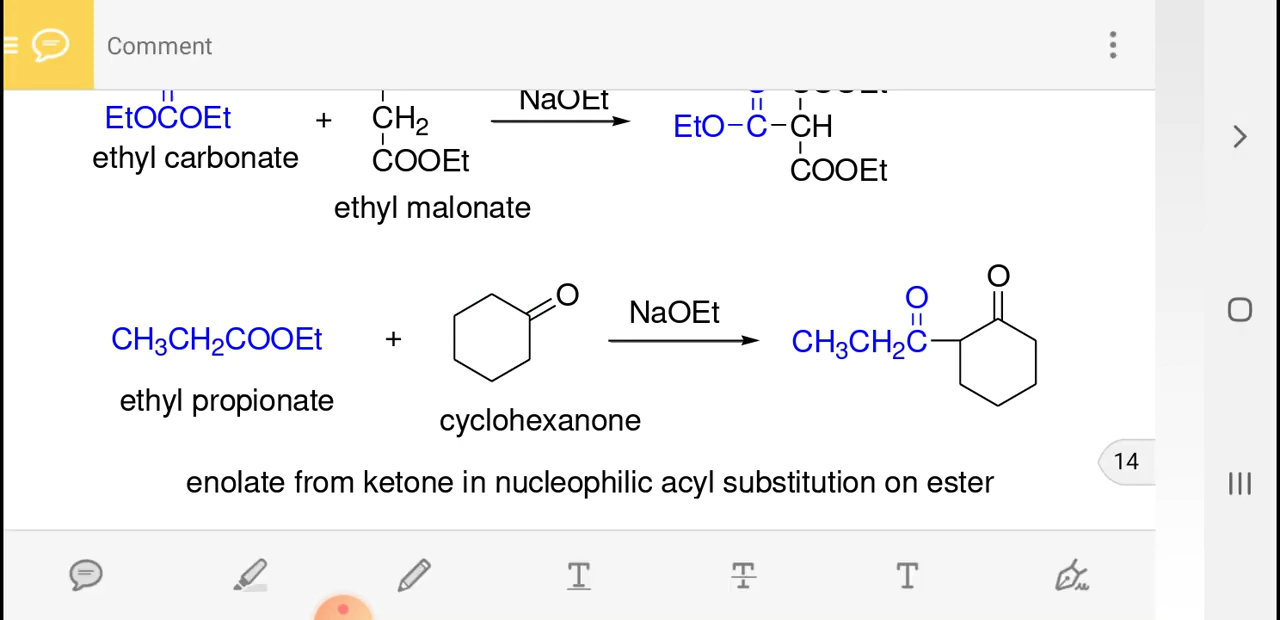 Comment
NaOEt
EtOCOEt + CH2 EtO–C–CH
ethyl carbonate COOEt COOEt
ethyl malonate
O O
NaOEt O
CH3CH2COOEt + CH3CH2C
ethyl propionate
cyclohexanone
14
enolate from ketone in nucleophilic acyl substitution on ester
T T T